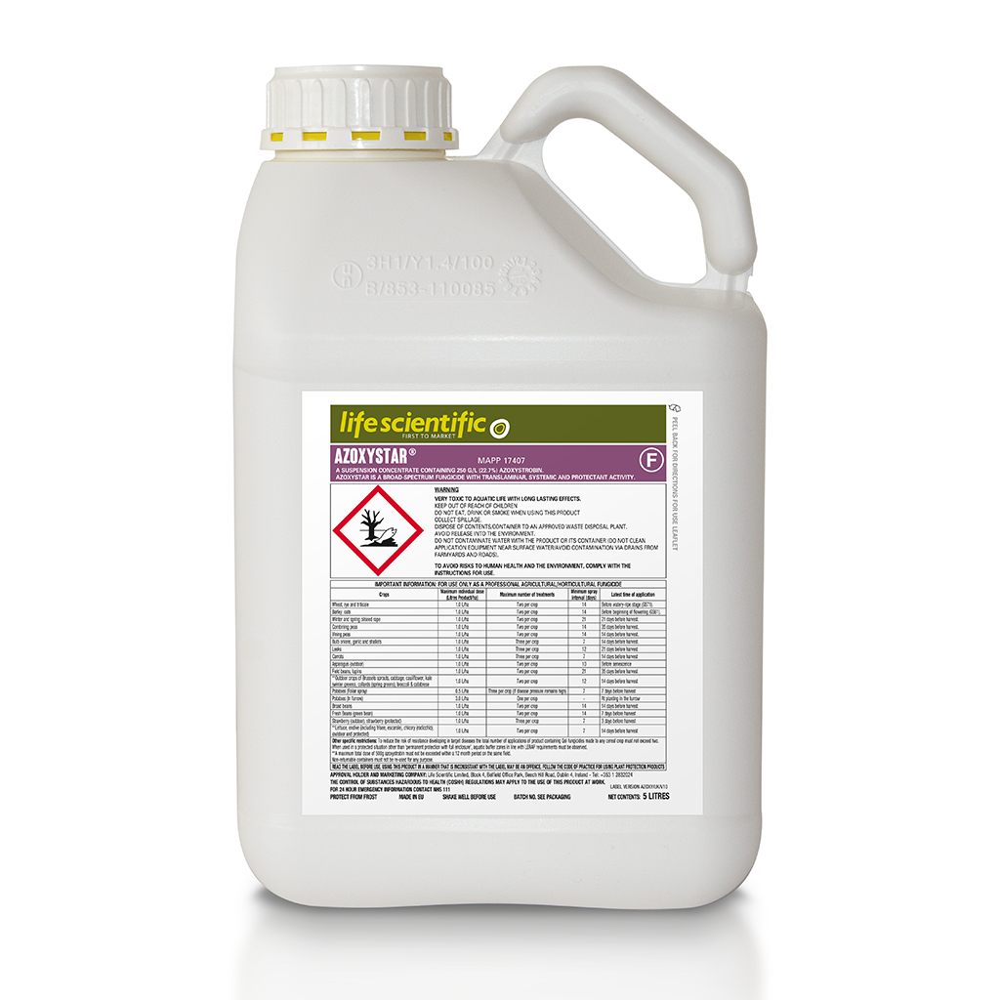 3H1/Y1.4/100
B/853-110085
lifescientific
FIRST TO MARKET
AZOXYSTAR®
MAPP 17407
F
A SUSPENSION CONCENTRATE CONTAINING 250 G/L (22.7%) AZOXYSTROBIN.
AZOXYSTAR IS A BROAD-SPECTRUM FUNGICIDE WITH TRANSLAMINAR, SYSTEMIC AND PROTECTANT ACTIVITY.
PEEL BACK FOR DIRECTIONS FOR USE LEAFLET
WARNING
VERY TOXIC TO AQUATIC LIFE WITH LONG LASTING EFFECTS.
KEEP OUT OF REACH OF CHILDREN
DO NOT EAT, DRINK OR SMOKE WHEN USING THIS PRODUCT
COLLECT SPILLAGE.
DISPOSE OF CONTENTS/CONTAINER TO AN APPROVED WASTE DISPOSAL PLANT.
AVOID RELEASE INTO THE ENVIRONMENT.
DO NOT CONTAMINATE WATER WITH THE PRODUCT OR ITS CONTAINER (DO NOT CLEAN
APPLICATION EQUIPMENT NEAR SURFACE WATER/AVOID CONTAMINATION VIA DRAINS FROM
FARMYARDS AND ROADS).
TO AVOID RISKS TO HUMAN HEALTH AND THE ENVIRONMENT, COMPLY WITH THE
INSTRUCTIONS FOR USE.
IMPORTANT INFORMATION: FOR USE ONLY AS A PROFESSIONAL AGRICULTURAL/HORTICULTURAL FUNGICIDE
Crops Maximum individual dose (Litres Product/ha) Maximum number of treatments Minimum spray interval (days) Latest time of application
Wheat, rye and triticale 1.0 L/ha Two per crop 14 Before watery-ripe stage (GS71).
Barley, oats 1.0 L/ha Two per crop 14 Before beginning of flowering (GS61).
Winter and spring oilseed rape 1.0 L/ha Two per crop 21 21 days before harvest.
Combining peas 1.0 L/ha Two per crop 14 35 days before harvest.
Vining peas 1.0 L/ha Two per crop 14 14 days before harvest.
Bulb onions, garlic and shallots 1.0 L/ha Three per crop 7 14 days before harvest
Leeks 1.0 L/ha Three per crop 12 21 days before harvest
Carrots 1.0 L/ha Three per crop 7 14 days before harvest
Asparagus (outdoor) 1.0 L/ha Two per crop 10 Before senescence
Field beans, lupins 1.0 L/ha Two per crop 21 35 days before harvest
**Outdoor crops of Brussels sprouts, cabbage, cauliflower, kale
(winter greens), collards (spring greens), broccoli & calabrese 1.0 L/ha Two per crop 12 14 days before harvest
Potatoes (Foliar spray) 0.5 L/ha Three per crop (if disease pressure remains high) 7 7 days before harvest
Potatoes (In furrow) 3.0 L/ha One per crop - At planting in the furrow
Broad beans 1.0 L/ha Two per crop 14 14 days before harvest
Fresh beans (green bean) 1.0 L/ha Two per crop 14 7 days before harvest
Strawberry (outdoor), strawberry (protected) 1.0 L/ha Three per crop 7 3 days before harvest
**Lettuce, endive (including frisee, escarole), chicory (radicchio),
(outdoor and protected) 1.0 L/ha Two per crop 7 14 days before harvest
Other specific restrictions: To reduce the risk of resistance developing in target diseases the total number of applications of product containing QoI fungicides made to any cereal crop must not exceed two.
When used in a protected situation other than 'permanent protection with full enclosure', aquatic buffer zones in line with LERAP requirements must be observed.
**A maximum total dose of 500g azoxystrobin must not be exceeded within a 12 month period on the same field.
Non-returnable containers must not be re-used for any purpose.
READ THE LABEL BEFORE USE. USING THIS PRODUCT IN A MANNER THAT IS INCONSISTENT WITH THE LABEL MAY BE AN OFFENCE. FOLLOW THE CODE OF PRACTICE FOR USING PLANT PROTECTION PRODUCTS
APPROVAL HOLDER AND MARKETING COMPANY: Life Scientific Limited, Block 4, Belfield Office Park, Beech Hill Road, Dublin 4, Ireland - Tel: +353 1 2832024
THE CONTROL OF SUBSTANCES HAZARDOUS TO HEALTH (COSHH) REGULATIONS MAY APPLY TO THE USE OF THIS PRODUCT AT WORK.
FOR 24 HOUR EMERGENCY INFORMATION CONTACT NHS 111
LABEL VERSION AZOXY/UK/V10
PROTECT FROM FROST MADE IN EU SHAKE WELL BEFORE USE BATCH NO. SEE PACKAGING NET CONTENTS: 5 LITRES